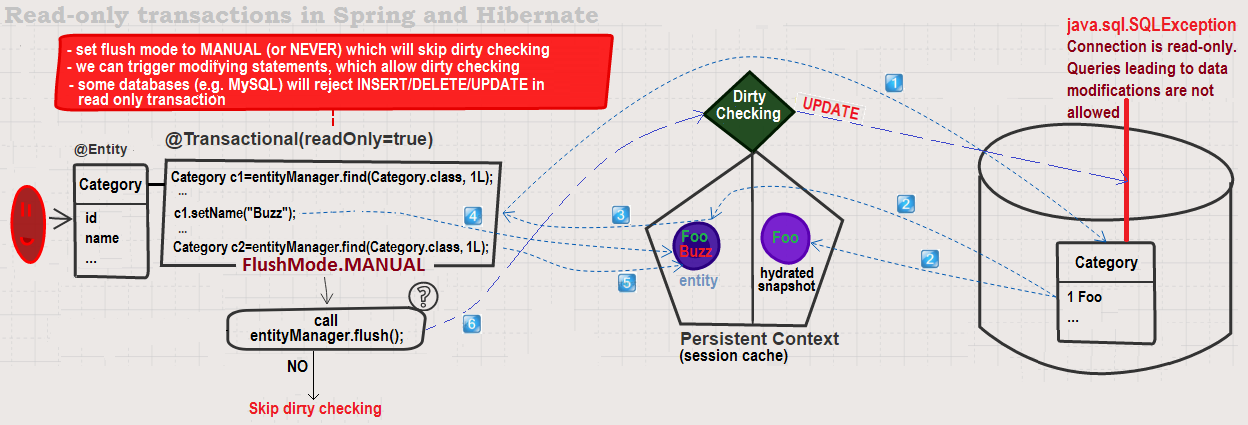 Read-only transactions in Spring and Hibernate
- set flush mode to MANUAL (or NEVER) which will skip dirty checking
- we can trigger modifying statements, which allow dirty checking
- some databases (e.g. MySQL) will reject INSERT/DELETE/UPDATE in
read only transaction
@Transactional(readOnly=true)
@Entity
Category
id
name
...
Category c1=entityManager.find(Category.class, 1L);
...
c1.setName("Buzz");
...
Category c2=entityManager.find(Category.class, 1L);
FlushMode.MANUAL
?
call
entityManager.flush();
NO
Skip dirty checking
1
2
2
3
4
5
6
Dirty
Checking
UPDATE
Foo
Buzz
entity
Foo
hydrated
snapshot
Persistent Context
(session cache)
java.sql.SQLException
Connection is read-only.
Queries leading to data
modifications are not
allowed
Category
1 Foo
...